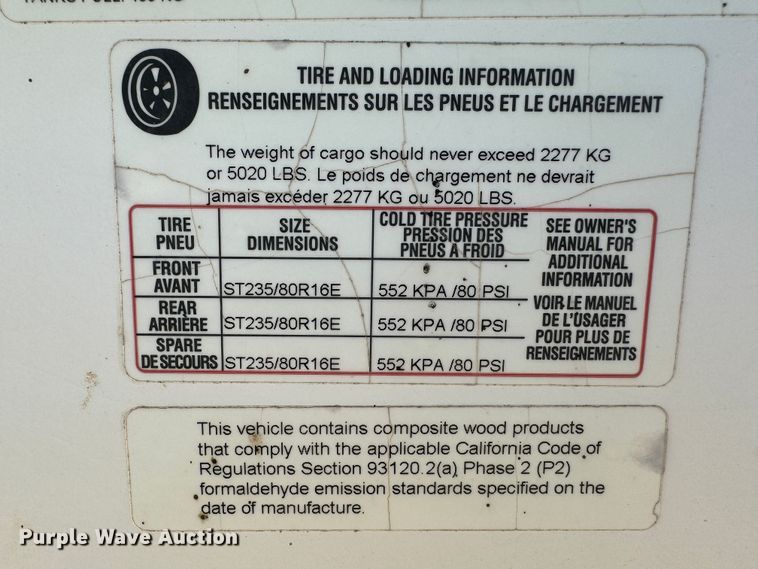 TIRE AND LOADING INFORMATION
RENSEIGNEMENTS SUR LES PNEUS ET LE CHARGEMENT
The weight of cargo should never exceed 2277 KG
or 5020 LBS. Le poids de chargement ne devrait
jamais excéder 2277 KG ou 5020 LBS.
TIRE
PNEU
SIZE
DIMENSIONS
COLD TIRE PRESSURE
PRESSION DES
PNEUS A FROID
SEE OWNER'S
MANUAL FOR
ADDITIONAL
INFORMATION
VOIR LE MANUEL
DE L'USAGER
POUR PLUS DE
RENSEIGNEMENTS
FRONT
AVANT
ST235/80R16E
552 KPA /80 PSI
REAR
ARRIÈRE
ST235/80R16E
552 KPA /80 PSI
SPARE
DE SECOURS
ST235/80R16E
552 KPA /80 PSI
This vehicle contains composite wood products
that comply with the applicable California Code of
Regulations Section 93120.2(a) Phase 2 (P2)
formaldehyde emission standards specified on the
date of manufacture.
Purple Wave Auction